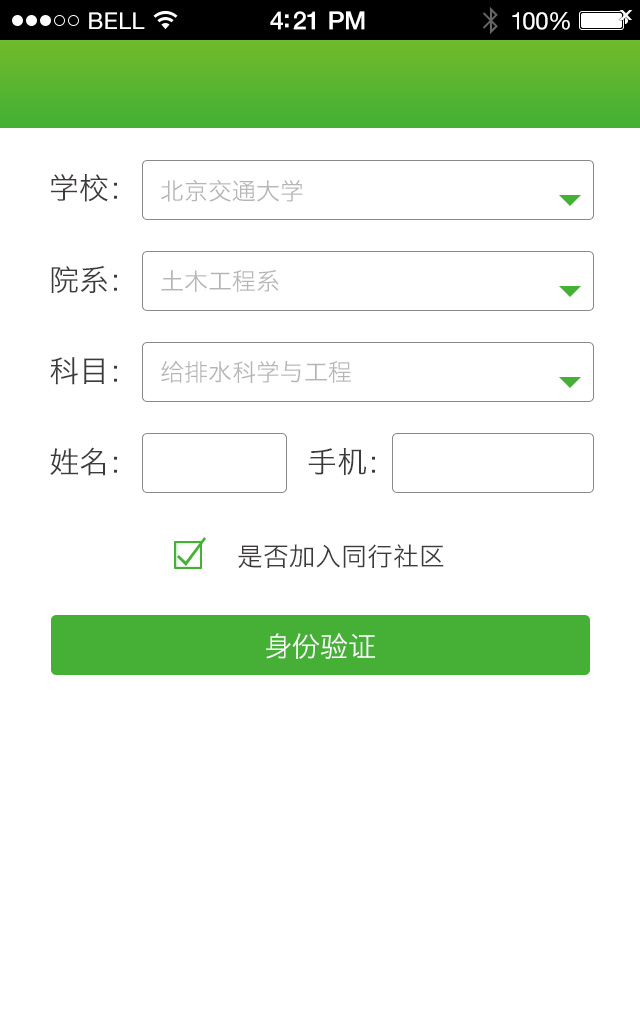 BELL 4:21 PM 100%
学校: 北京交通大学
院系: 土木工程系
科目: 给排水科学与工程
姓名: 手机:
是否加入同行社区
身份验证